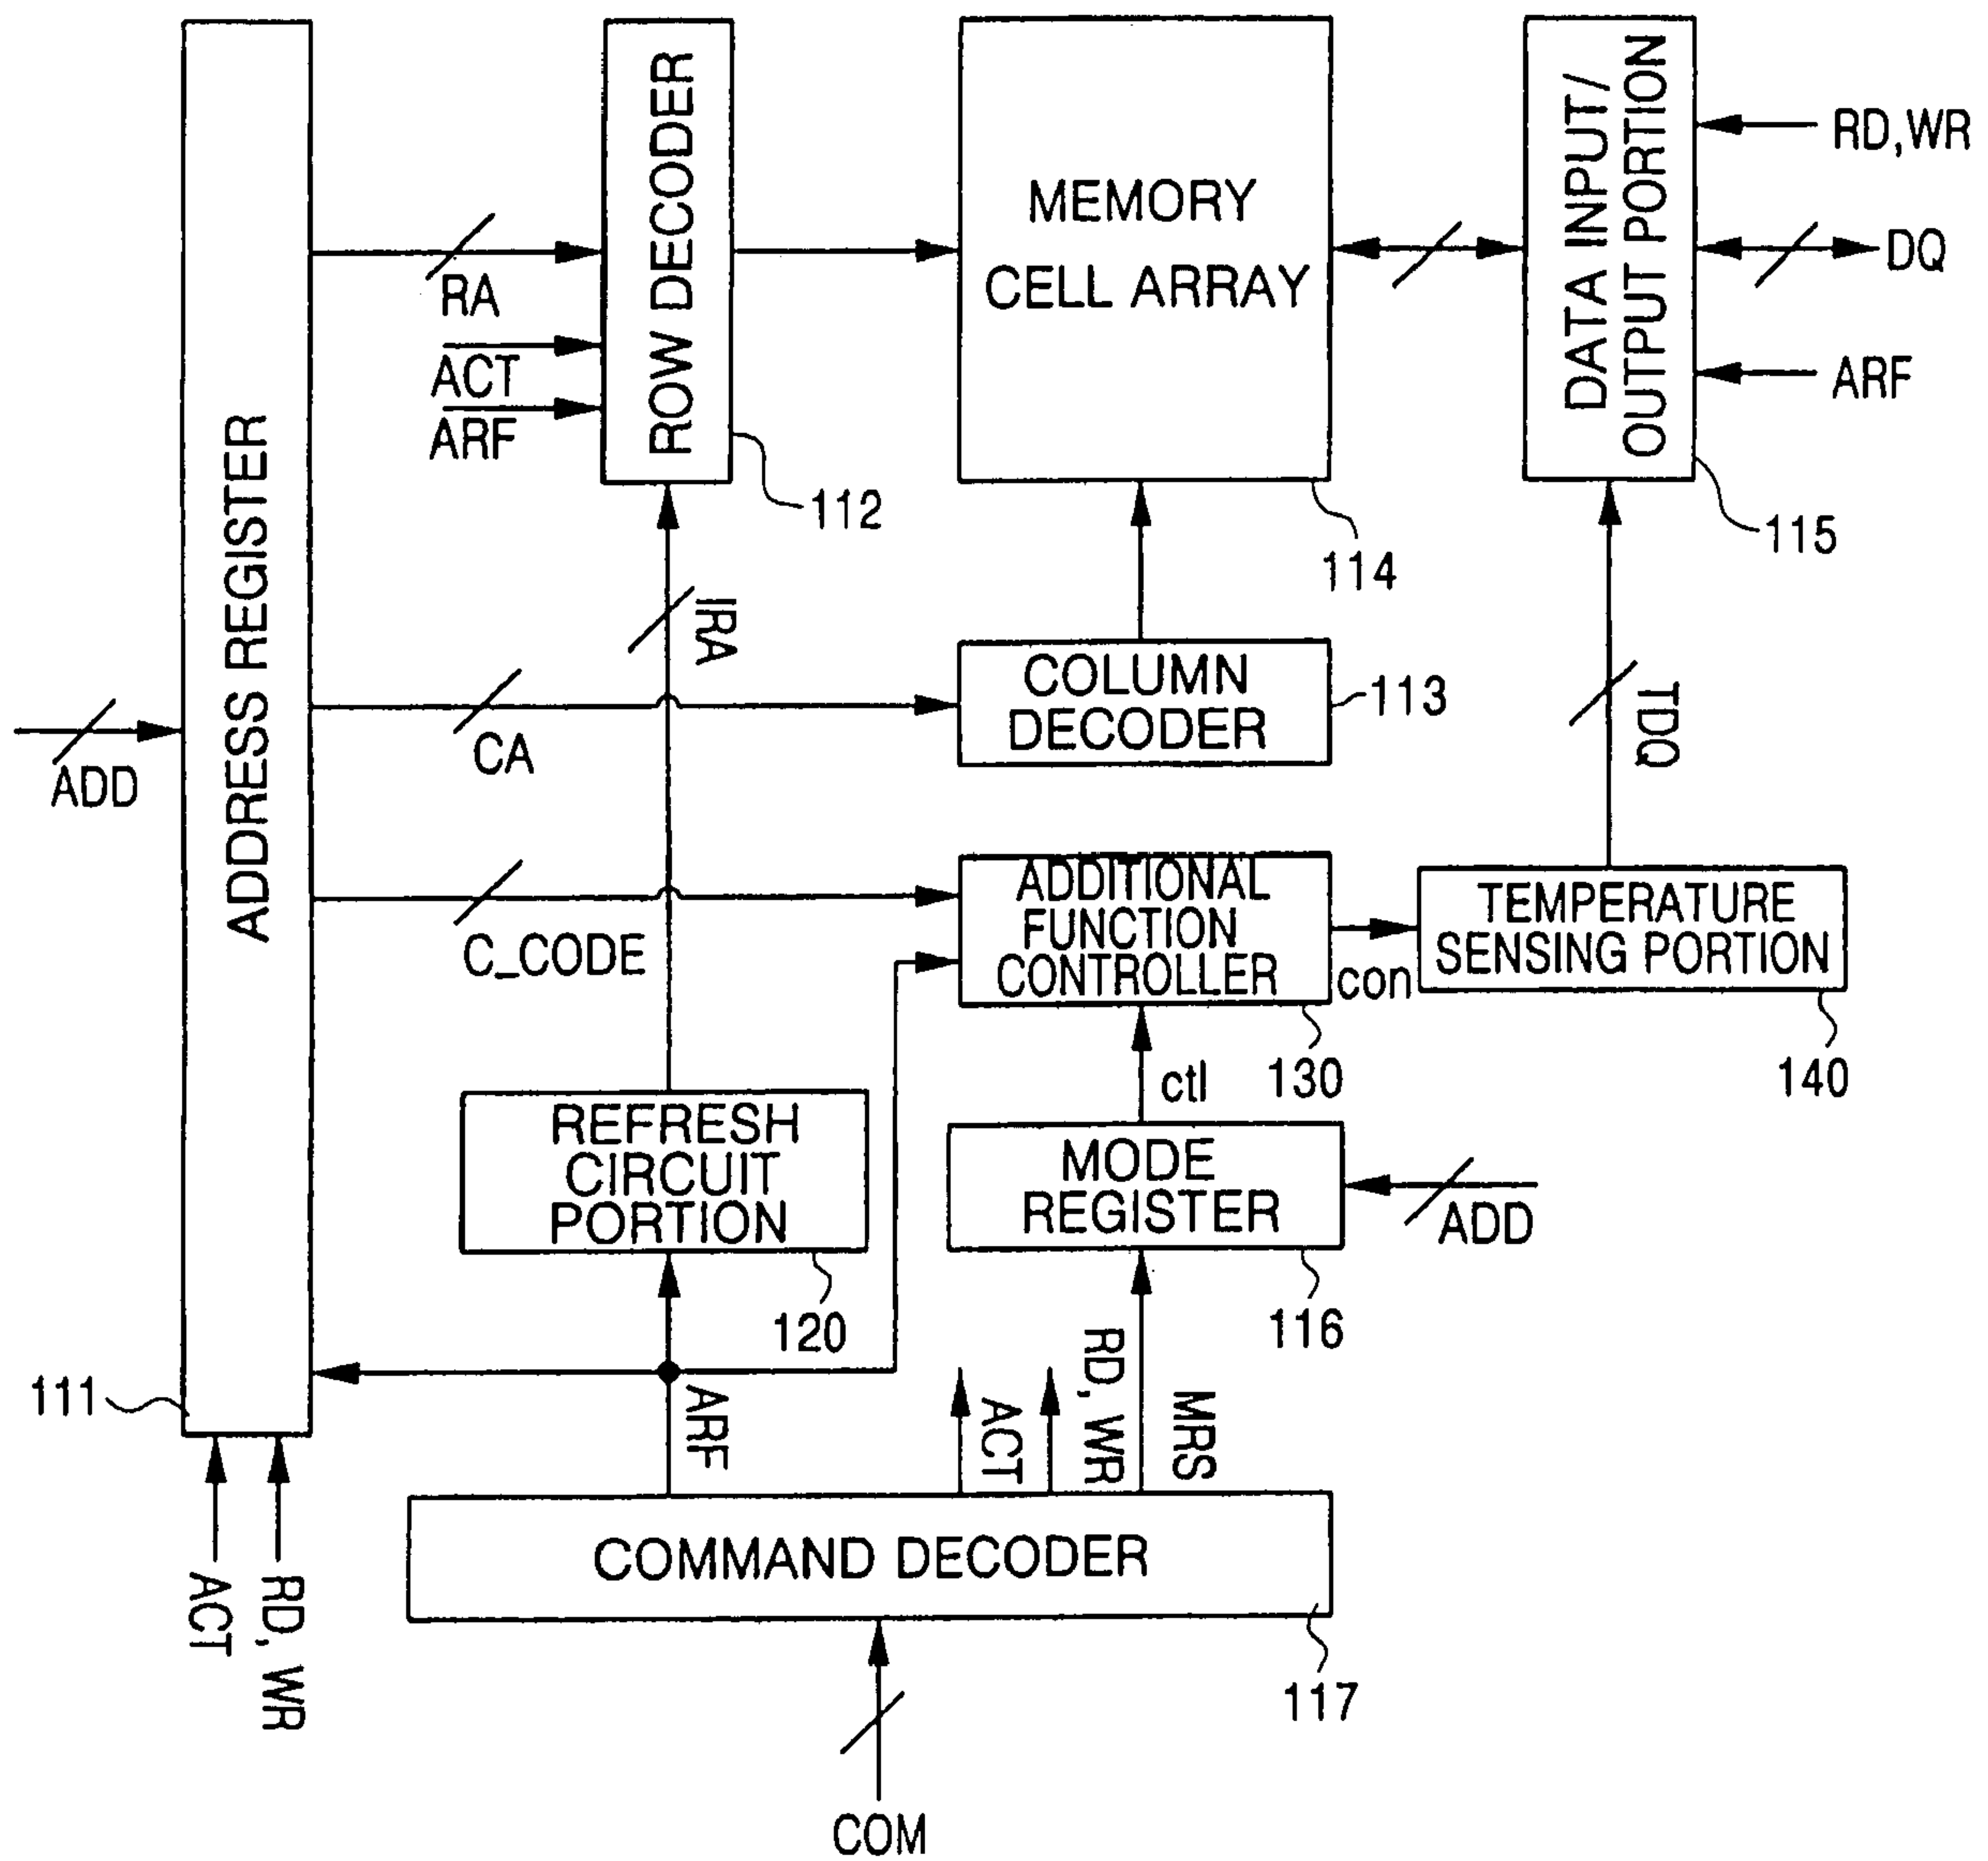 ADDRESS REGISTER
ROW DECODER
MEMORY
CELL ARRAY
DATA INPUT/
OUTPUT PORTION
RD,WR
DQ
ARF
RA
ACT
ARF
112
114
115
IRA
TDQ
ADD
CA
COLUMN
DECODER
113
C_CODE
ADDITIONAL
FUNCTION
CONTROLLER
con
TEMPERATURE
SENSING PORTION
130
140
ctl
REFRESH
CIRCUIT
PORTION
120
MODE
REGISTER
ADD
116
111
ARF
ACT
RD, WR
MRS
ACT
RD, WR
COMMAND DECODER
117
COM